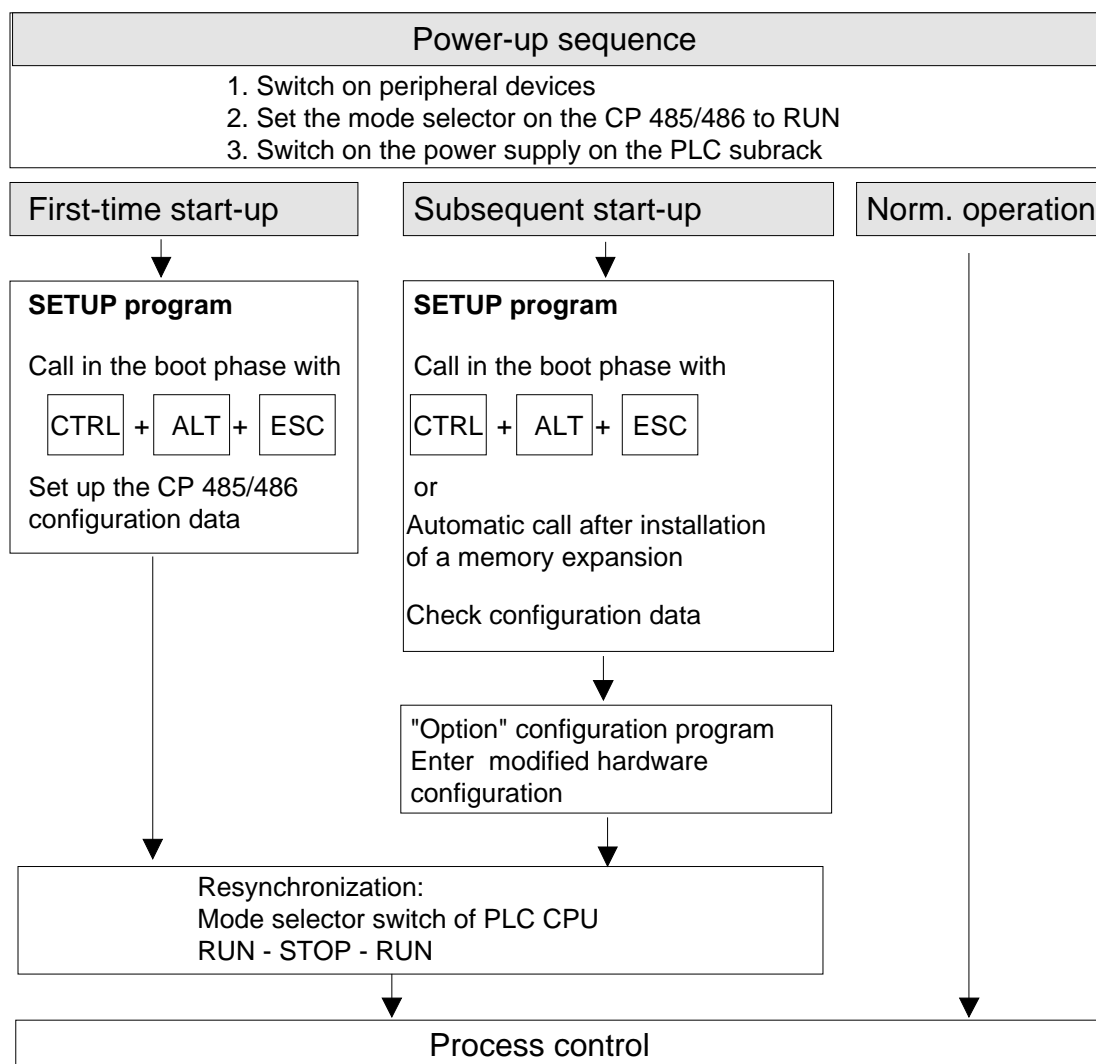 Power-up sequence
1. Switch on peripheral devices
2. Set the mode selector on the CP 485/486 to RUN
3. Switch on the power supply on the PLC subrack
First-time start-up
SETUP program
Call in the boot phase with
CTRL + ALT + ESC
Set up the CP 485/486
configuration data
Subsequent start-up
SETUP program
Call in the boot phase with
CTRL + ALT + ESC
or
Automatic call after installation
of a memory expansion
Check configuration data
"Option" configuration program
Enter modified hardware
configuration
Norm. operation
Resynchronization:
Mode selector switch of PLC CPU
RUN - STOP - RUN
Process control